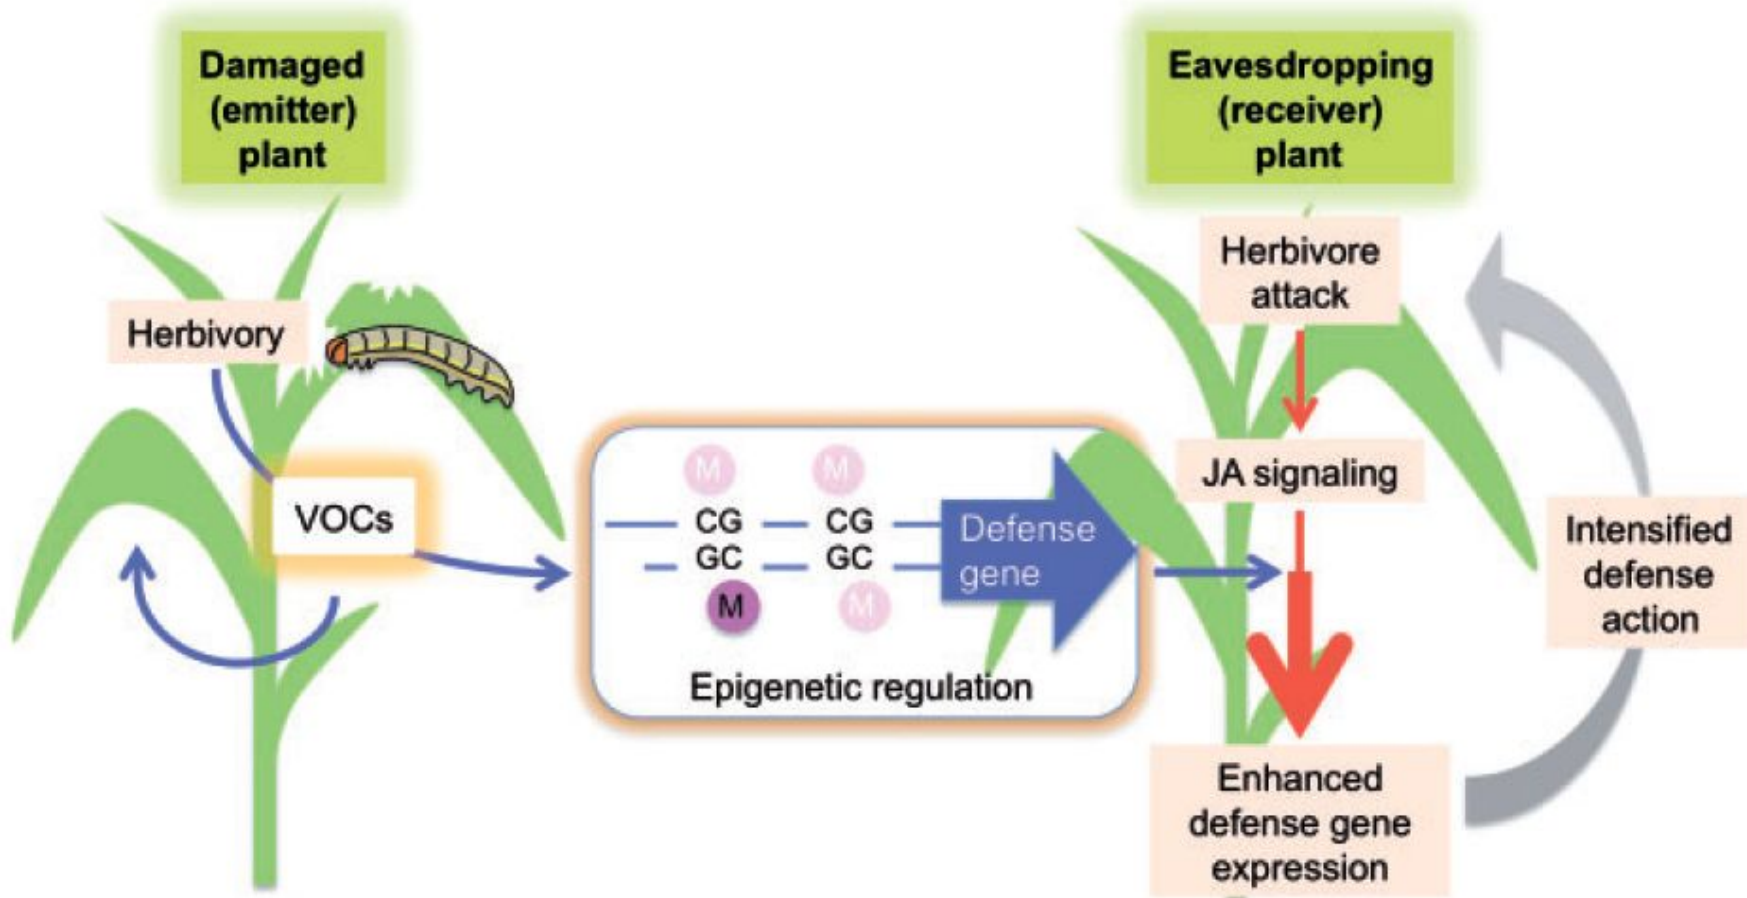 Damaged
(emitter)
plant
Herbivory
VOCs
M M
CG CG
GC GC
M M
Defense
gene
Epigenetic regulation
Eavesdropping
(receiver)
plant
Herbivore
attack
JA signaling
Enhanced
defense gene
expression
Intensified
defense
action